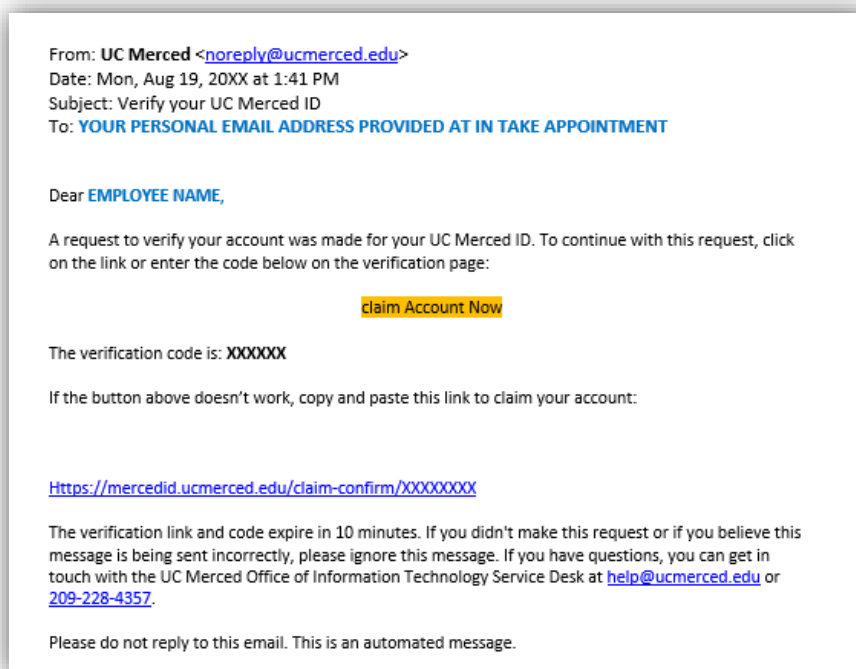 From: UC Merced <noreply@ucmerced.edu>
Date: Mon, Aug 19, 20XX at 1:41 PM
Subject: Verify your UC Merced ID
To: YOUR PERSONAL EMAIL ADDRESS PROVIDED AT IN TAKE APPOINTMENT
Dear EMPLOYEE NAME,
A request to verify your account was made for your UC Merced ID. To continue with this request, click
on the link or enter the code below on the verification page:
claim Account Now
The verification code is: XXXXXX
If the button above doesn’t work, copy and paste this link to claim your account:
Https://mercedid.ucmerced.edu/claim-confirm/XXXXXXXX
The verification link and code expire in 10 minutes. If you didn't make this request or if you believe this
message is being sent incorrectly, please ignore this message. If you have questions, you can get in
touch with the UC Merced Office of Information Technology Service Desk at help@ucmerced.edu or
209-228-4357.
Please do not reply to this email. This is an automated message.